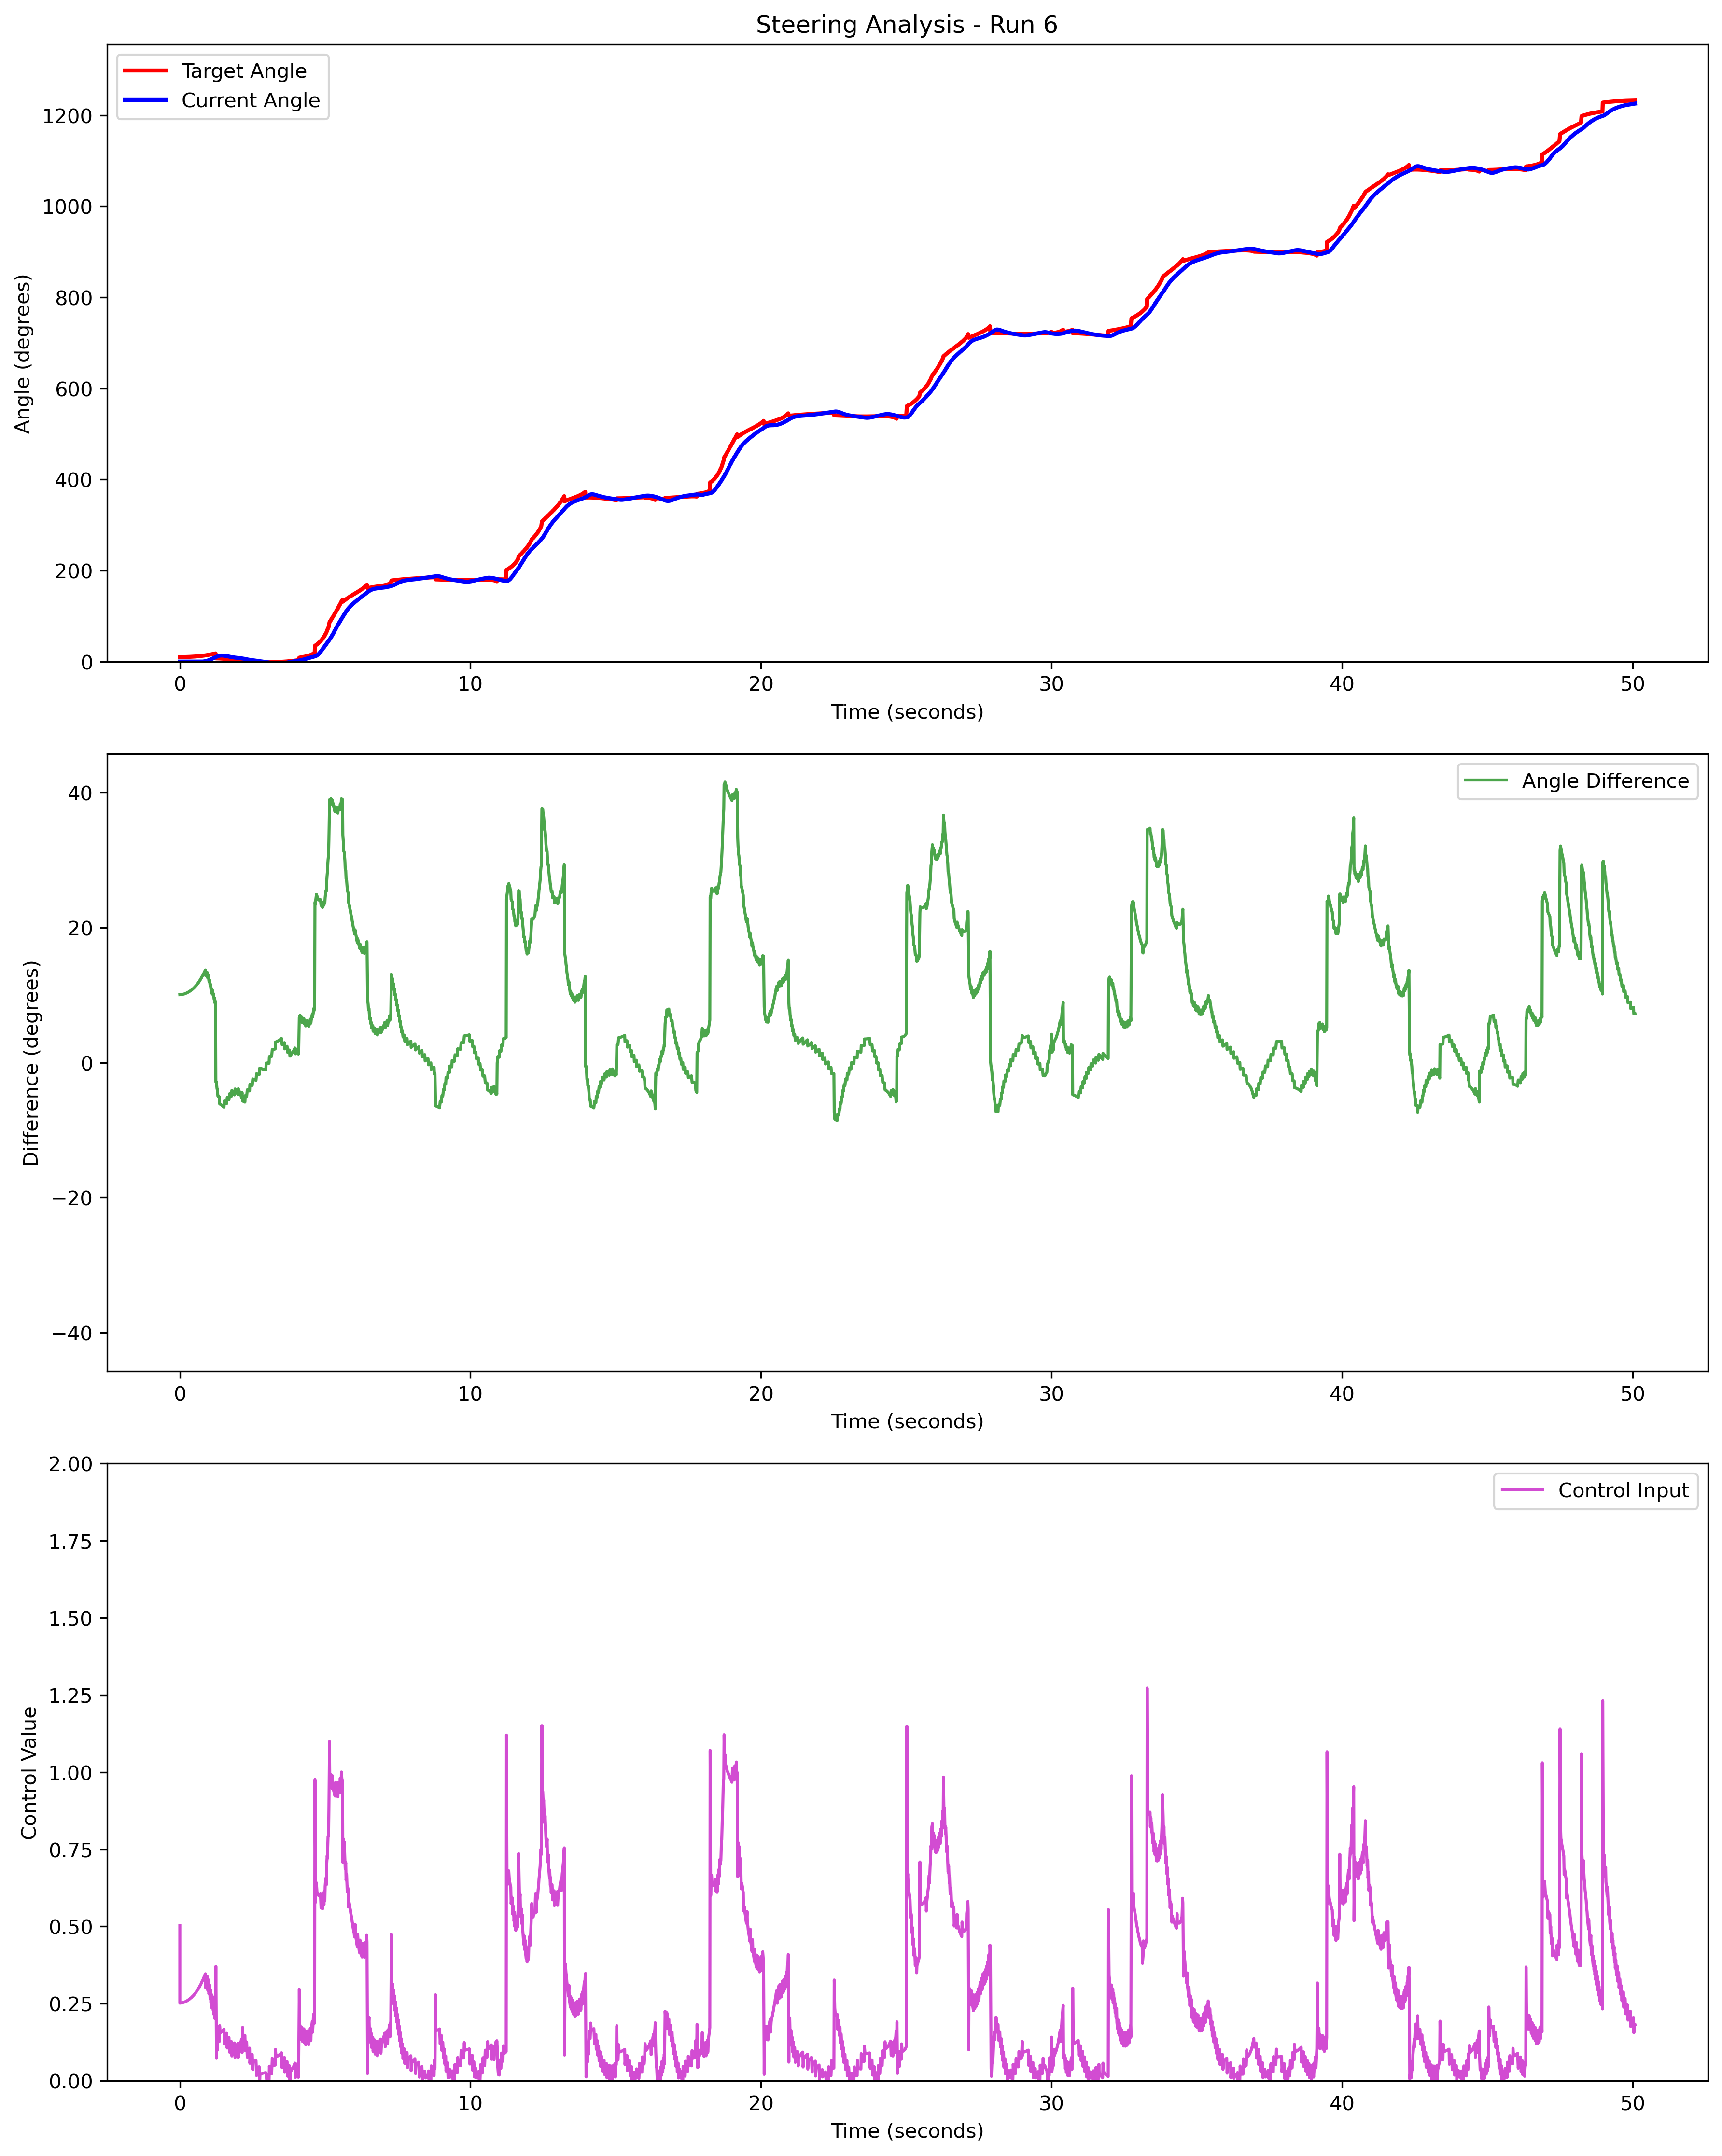 Steering Analysis - Run 6
Target Angle
Current Angle
Angle (degrees)
1200
1000
800
600
400
200
0
0 10 20 30 40 50
Time (seconds)
Angle Difference
Difference (degrees)
40
20
0
−20
−40
0 10 20 30 40 50
Time (seconds)
Control Input
Control Value
2.00
1.75
1.50
1.25
1.00
0.75
0.50
0.25
0.00
0 10 20 30 40 50
Time (seconds)